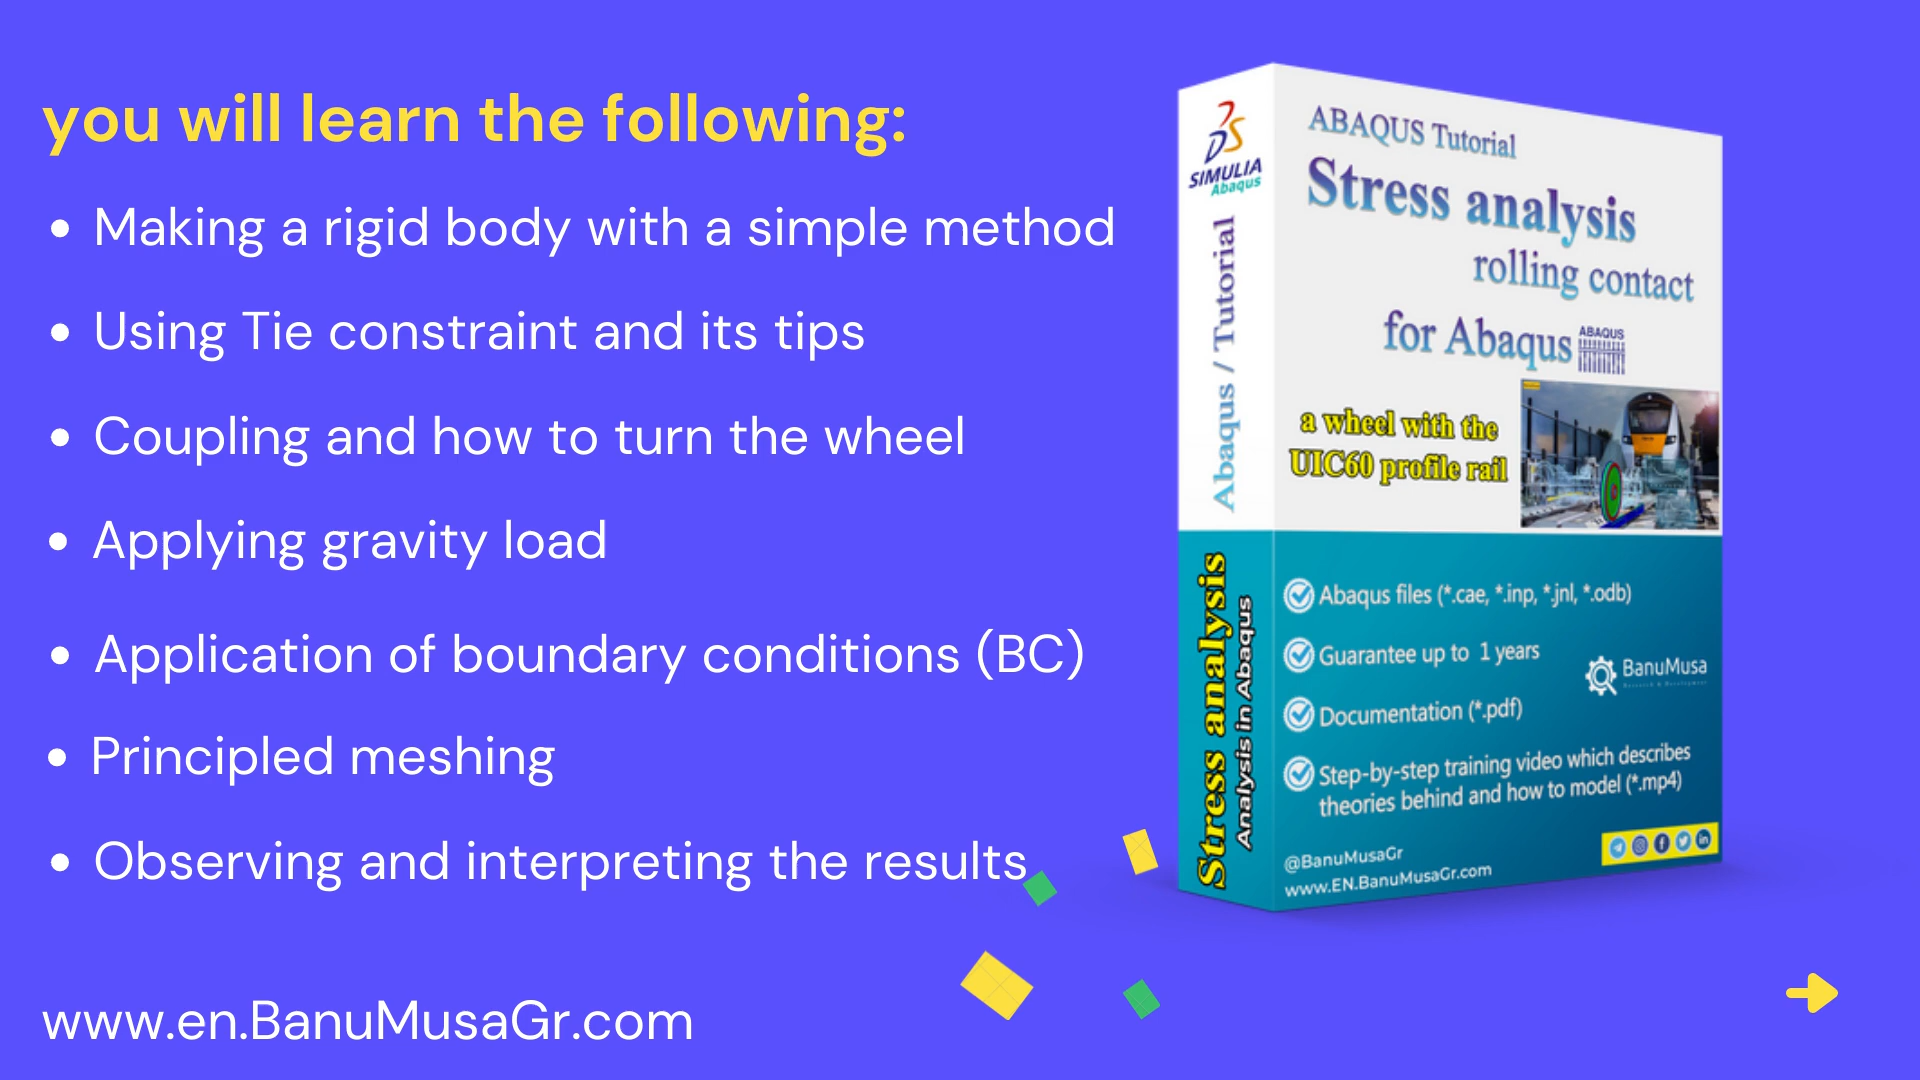 you will learn the following:
• Making a rigid body with a simple method
• Using Tie constraint and its tips
• Coupling and how to turn the wheel
• Applying gravity load
• Application of boundary conditions (BC)
• Principled meshing
• Observing and interpreting the results
www.en.BanuMusaGr.com
DS
SIMULIA
Abaqus
Abaqus / Tutorial
Stress analysis
Analysis in Abaqus
ABAQUS Tutorial
Stress analysis
rolling contact
for Abaqus
ABAQUS
a wheel with the
UIC60 profile rail
Abaqus files (*.cae, *.inp, *.jnl, *.odb)
Guarantee up to 1 years
BanuMusa
Research & Development
Documentation (*.pdf)
Step-by-step training video which describes
theories behind and how to model (*.mp4)
@BanuMusaGr
www.EN.BanuMusaGr.com